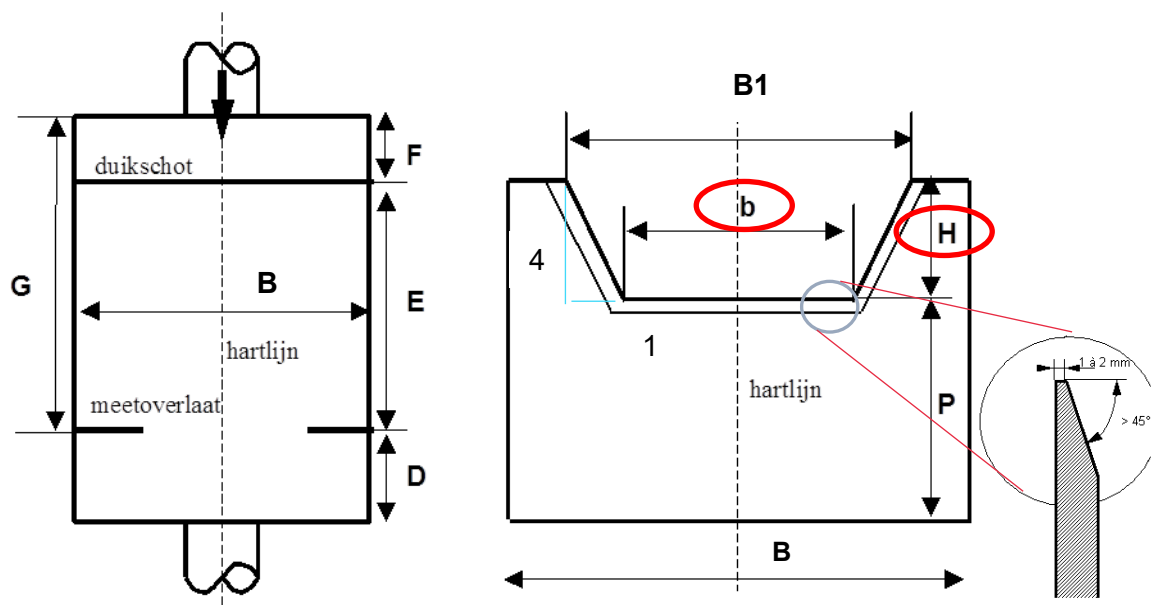 duikschot
F
G
B
E
hartlijn
meetoverlaat
D
B1
b
H
4
1
hartlijn
P
B
1 à 2 mm
> 45°